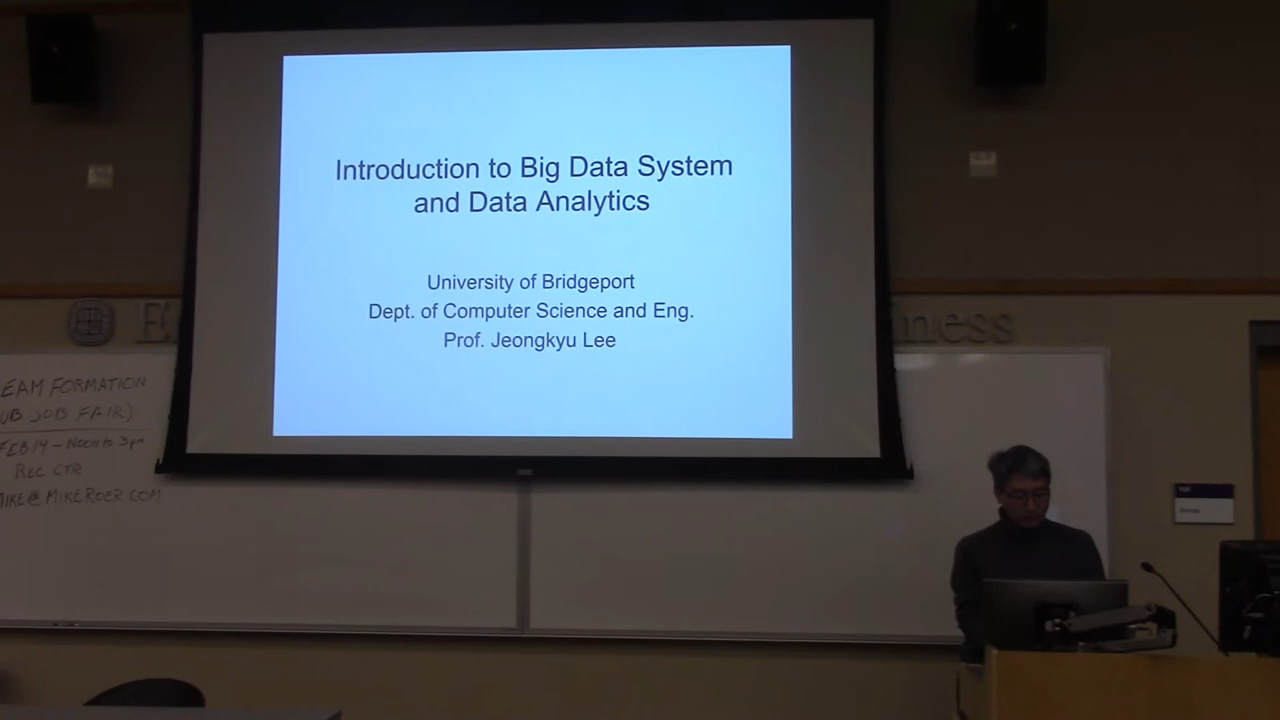 Introduction to Big Data System
and Data Analytics
University of Bridgeport
Dept. of Computer Science and Eng.
Prof. Jeongkyu Lee
E
ness
EAM FORMATION
UB JOB FAIR)
FEB 14 - NOON to 3pm
REC CTR
MIKE@MIKEROER.COM